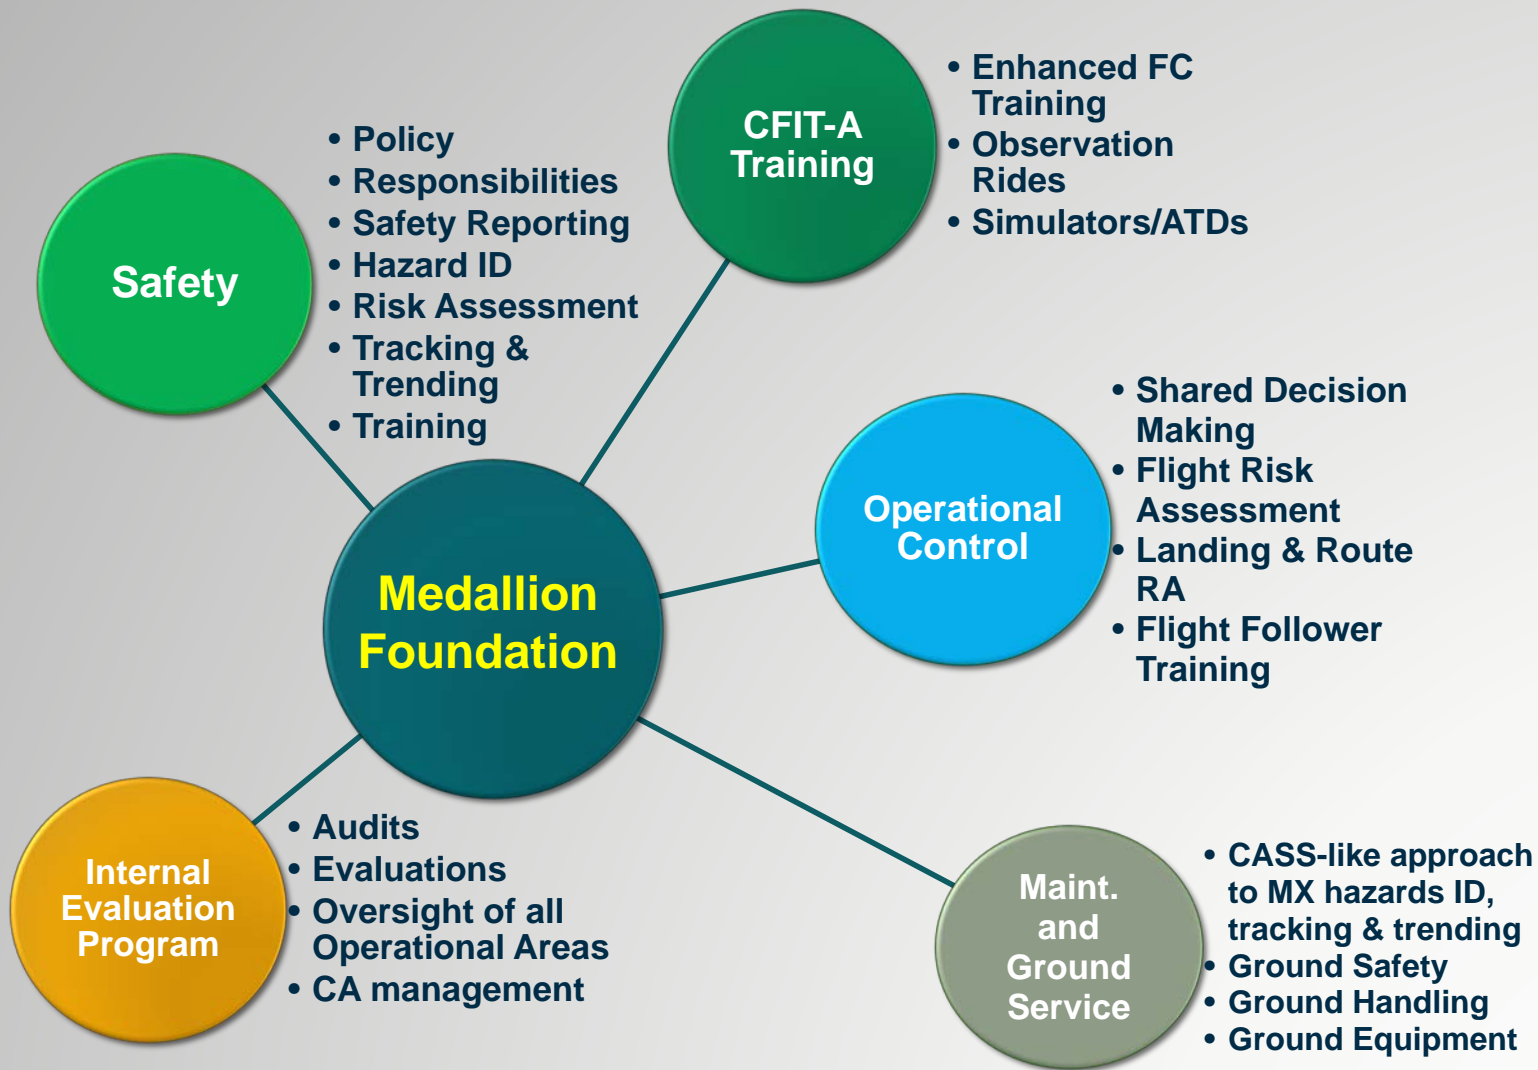 Safety
• Policy
• Responsibilities
• Safety Reporting
• Hazard ID
• Risk Assessment
• Tracking &
Trending
• Training
CFIT-A
Training
• Enhanced FC
Training
• Observation
Rides
• Simulators/ATDs
Operational
Control
• Shared Decision
Making
• Flight Risk
Assessment
• Landing & Route
RA
• Flight Follower
Training
Medallion
Foundation
Internal
Evaluation
Program
• Audits
• Evaluations
• Oversight of all
Operational Areas
• CA management
Maint.
and
Ground
Service
• CASS-like approach
to MX hazards ID,
tracking & trending
• Ground Safety
• Ground Handling
• Ground Equipment